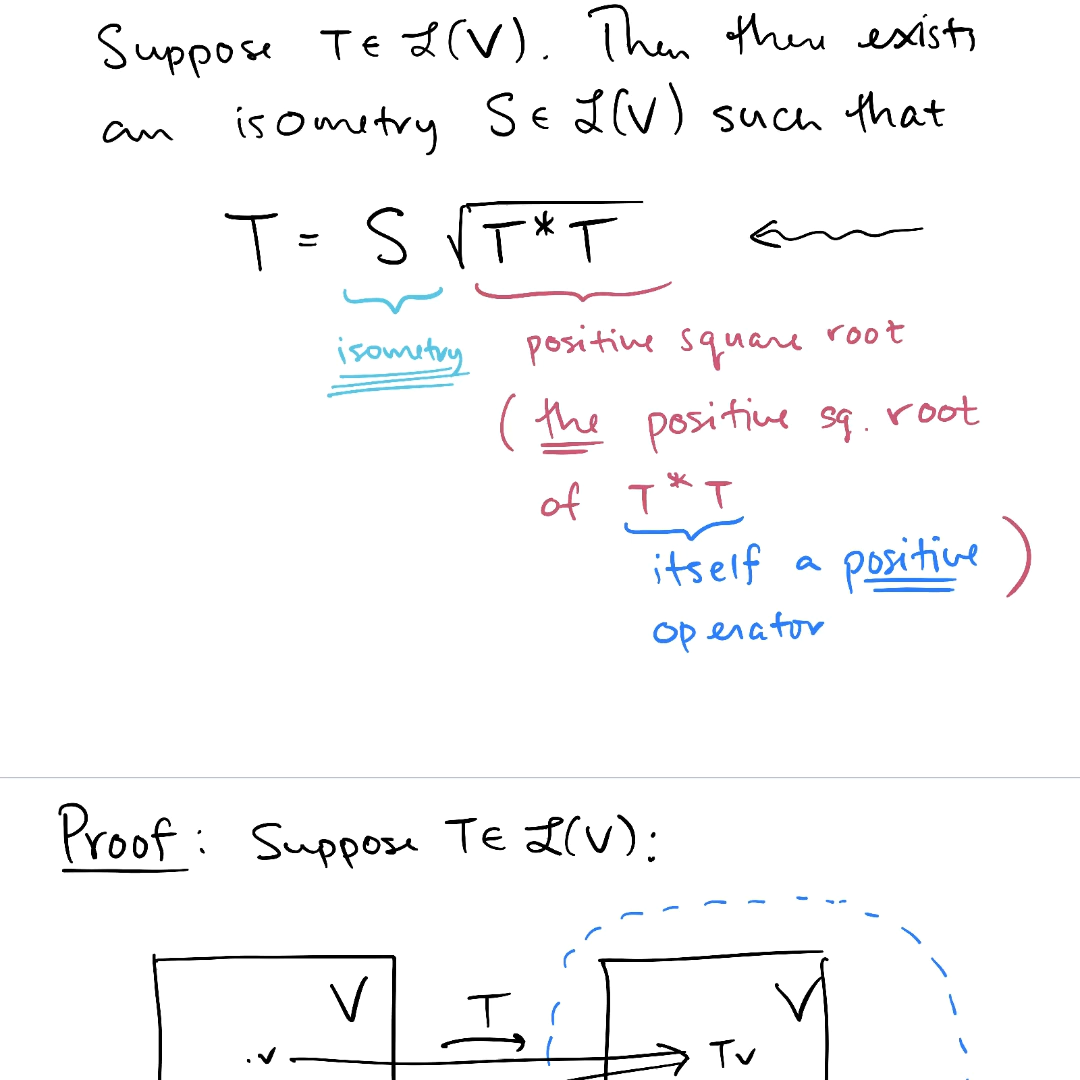 Suppose T ∈ ℒ(V). Then there exists
an isometry S ∈ ℒ(V) such that
T = S √T*T
isometry positive square root
(the positive sq. root
of T*T
itself a positive)
operator
Proof: Suppose T ∈ ℒ(V):
V T V
.v Tv